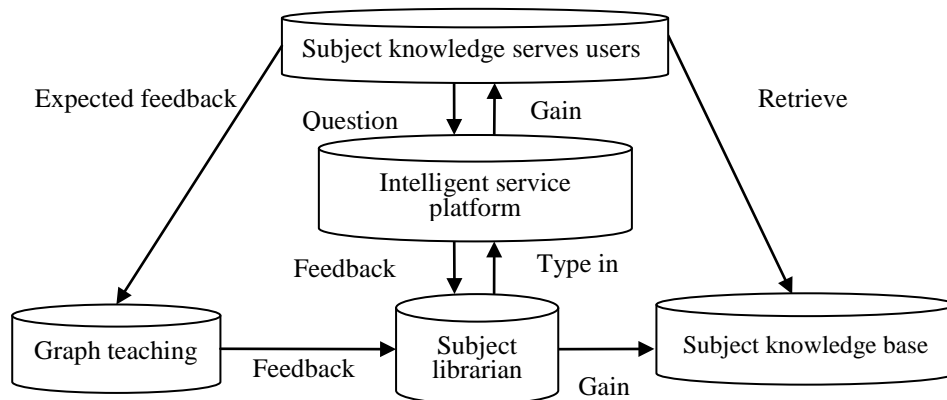 Subject knowledge serves users
Expected feedback
Question
Gain
Retrieve
Intelligent service
platform
Feedback
Type in
Graph teaching
Feedback
Subject
librarian
Gain
Subject knowledge base